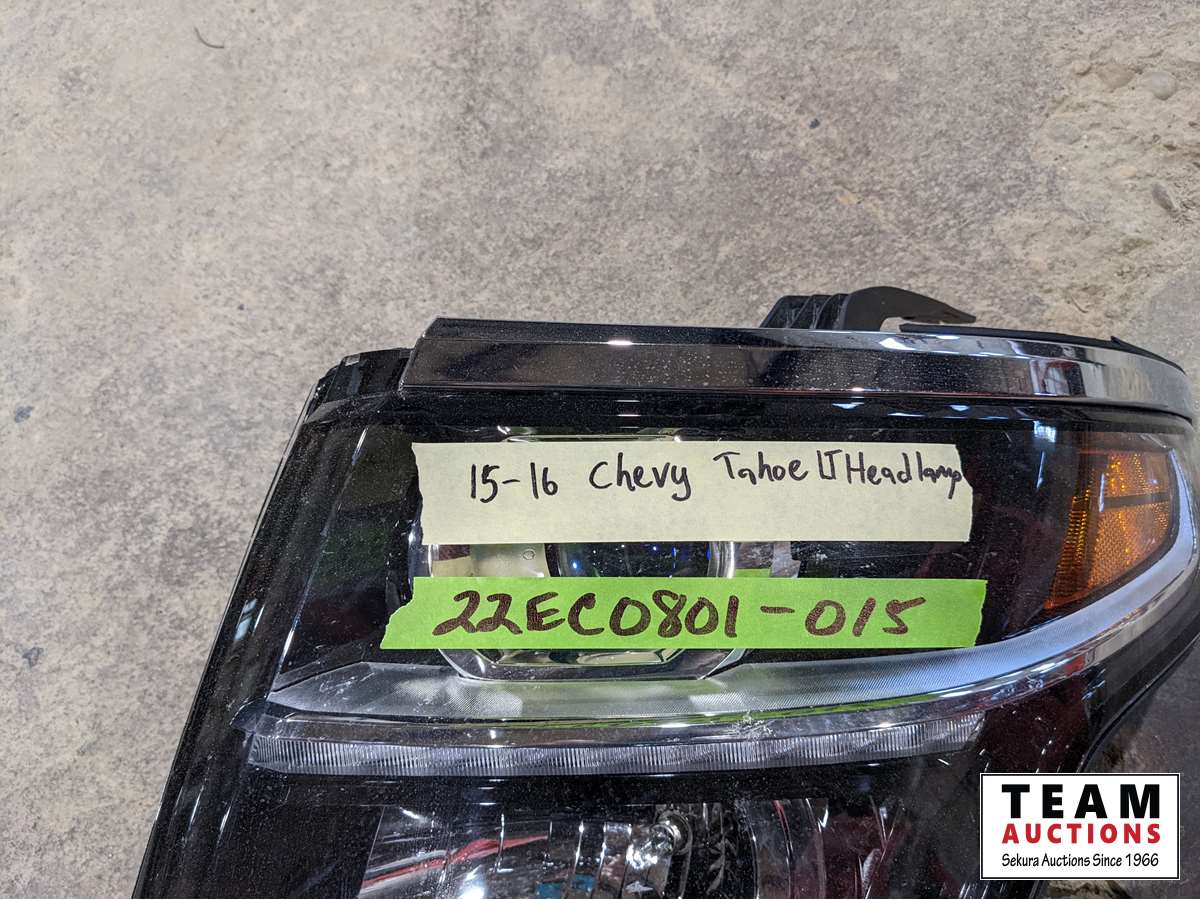 15-16 Chevy Tahoe LT Headlamp
22EC0801-015
TEAM
AUCTIONS
Sekura Auctions Since 1966